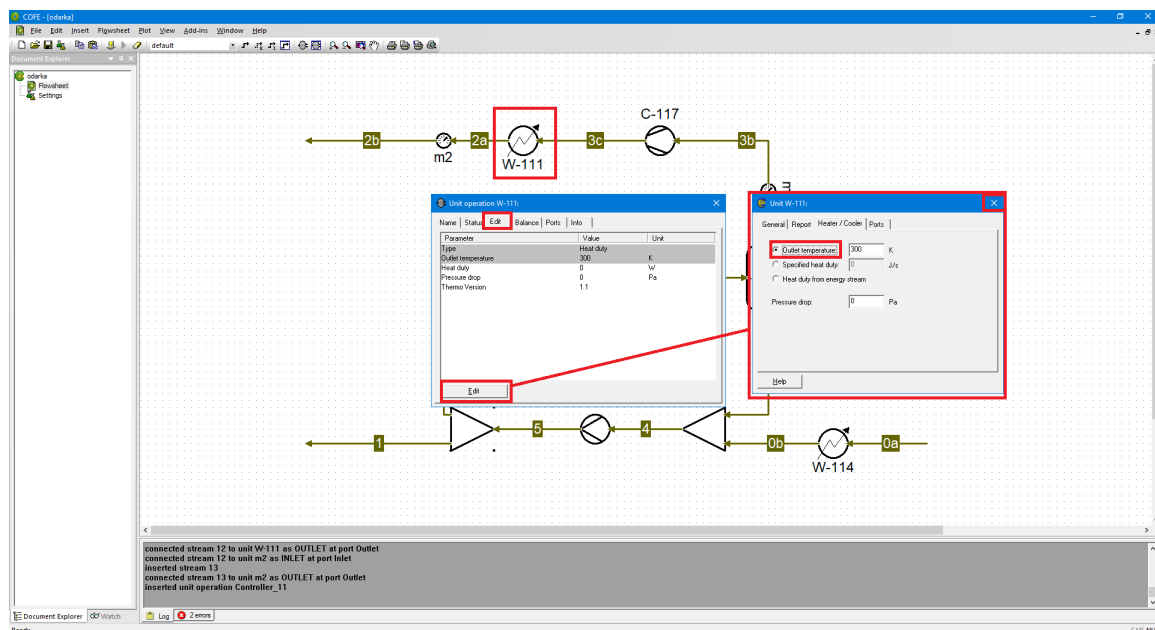 COFE - [odarka]
File Edit Insert Flowsheet Plot View Add-ins Window Help
default
Document Explorer
odarka
Flowsheet
Settings
C-117
2b
2a
3c
3b
m2
W-111
m
Unit operation W-111:
Name Status Edit Balance Ports Info
Parameter Value Unit
Type Heat duty
Outlet temperature 300 K
Heat duty 0 W
Pressure drop 0 Pa
Thermo Version 1.1
Edit
Unit W-111:
General Report Heater / Cooler Ports
Outlet temperature: 300 K
Specified heat duty: 0 J/s
Heat duty from energy stream
Pressure drop: 0 Pa
Help
1
5
4
0b
0a
W-114
connected stream 12 to unit W-111 as OUTLET at port Outlet
connected stream 12 to unit m2 as INLET at port Inlet
inserted stream 13
connected stream 13 to unit m2 as OUTLET at port Outlet
inserted unit operation Controller_11
Document Explorer Watch
Log 2 errors